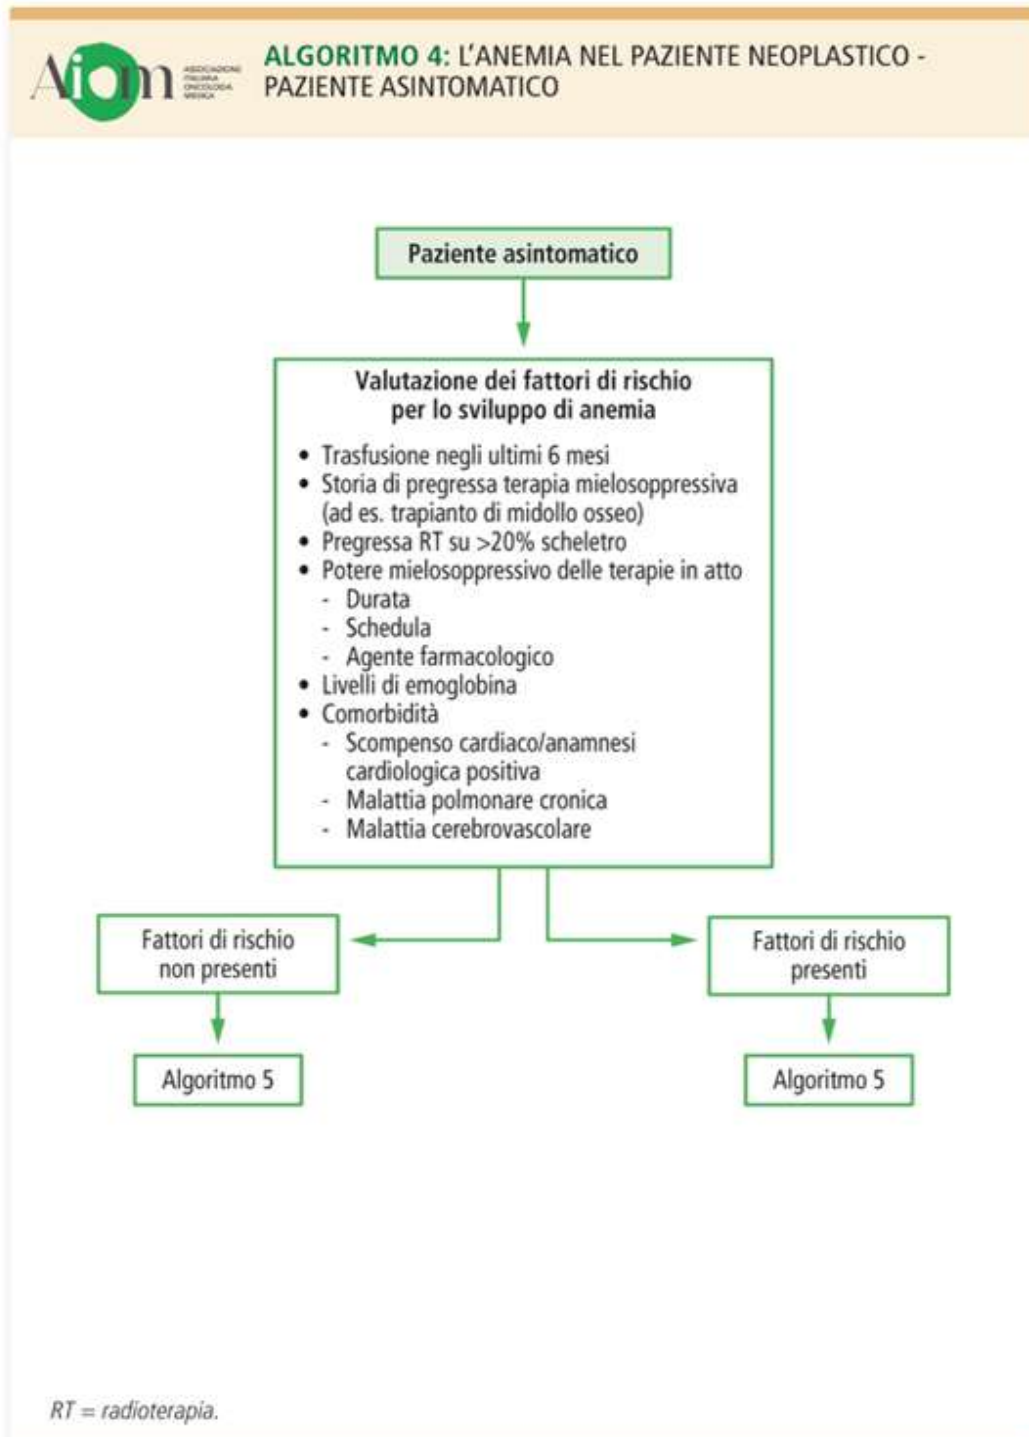 Aiom
ASSOCIAZIONE
ITALIANA
ONCOLOGIA
MEDICA
ALGORITMO 4: L'ANEMIA NEL PAZIENTE NEOPLASTICO -
PAZIENTE ASINTOMATICO
Paziente asintomatico
Valutazione dei fattori di rischio
per lo sviluppo di anemia
• Trasfusione negli ultimi 6 mesi
• Storia di pregressa terapia mielosoppressiva
(ad es. trapianto di midollo osseo)
• Pregressa RT su >20% scheletro
• Potere mielosoppressivo delle terapie in atto
- Durata
- Schedula
- Agente farmacologico
• Livelli di emoglobina
• Comorbidità
- Scompenso cardiaco/anamnesi
cardiologica positiva
- Malattia polmonare cronica
- Malattia cerebrovascolare
Fattori di rischio
non presenti
Fattori di rischio
presenti
Algoritmo 5
Algoritmo 5
RT = radioterapia.